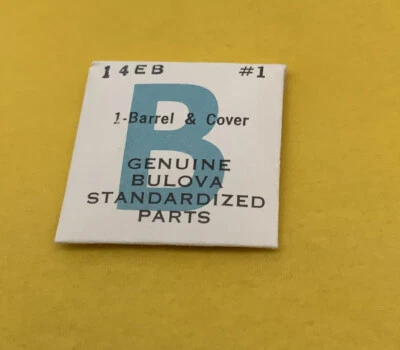 14EB #1
B
1-Barrel & Cover
GENUINE
BULOVA
STANDARDIZED
PARTS